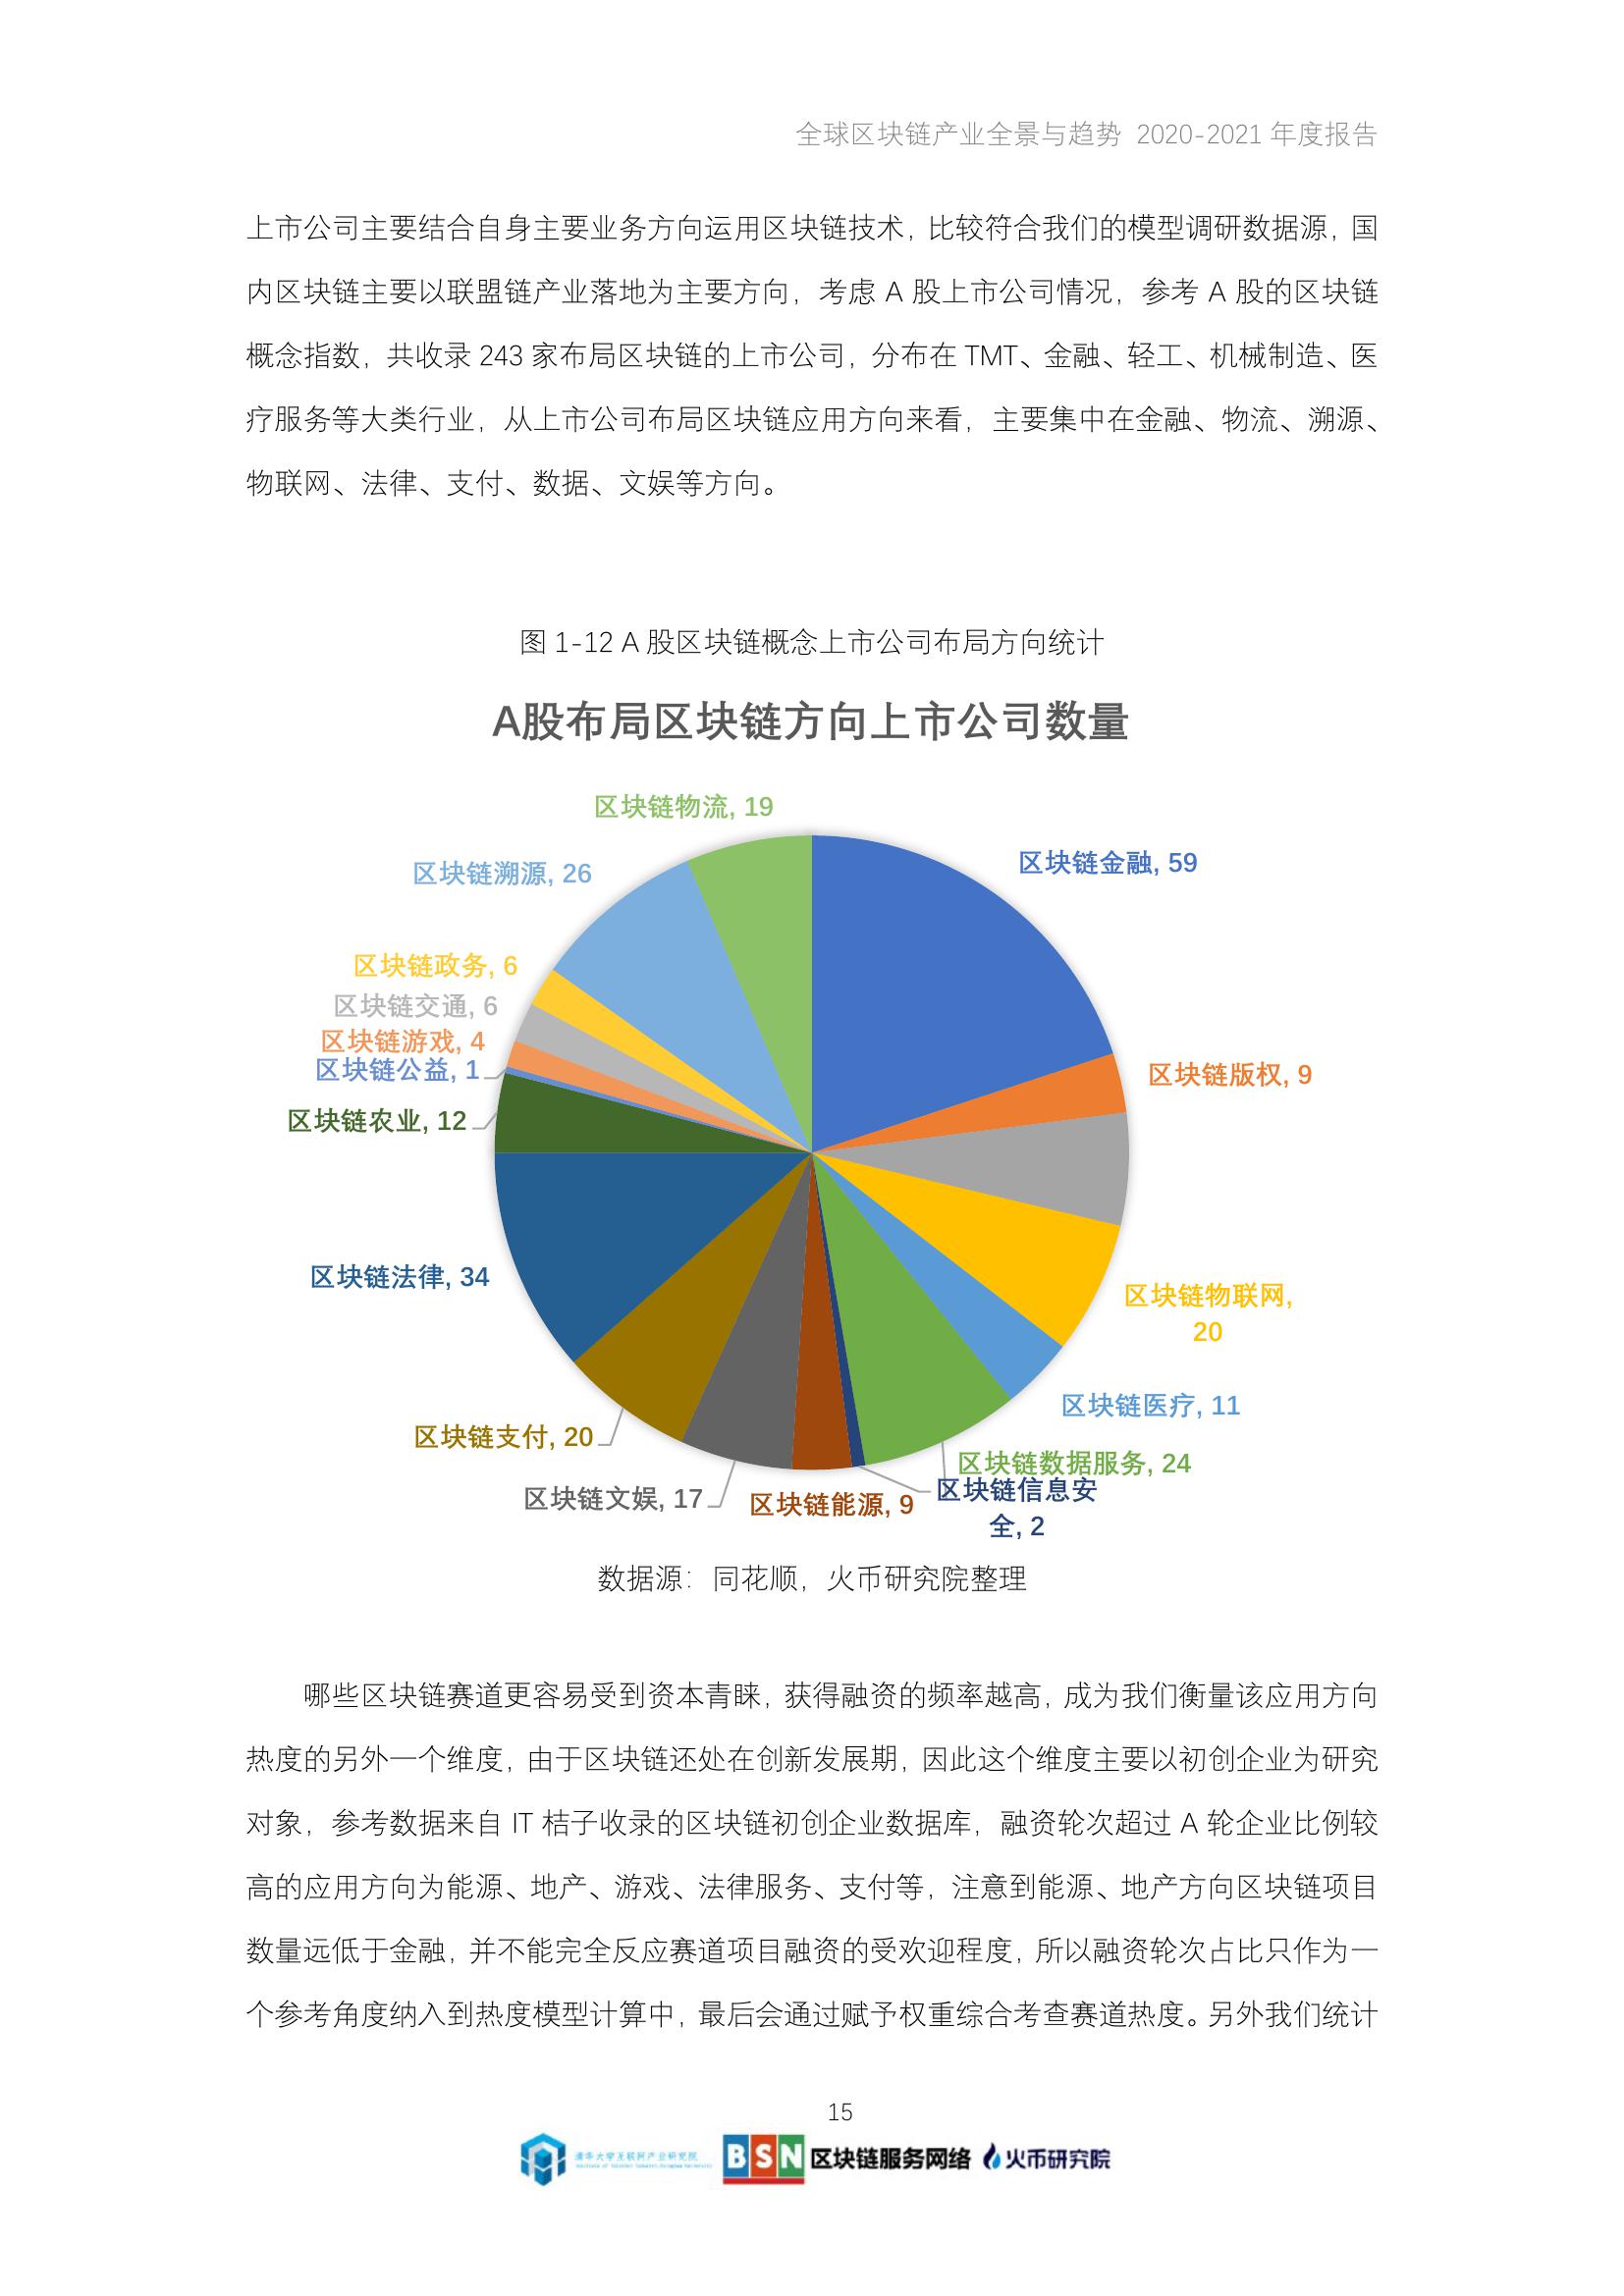 全球区块链产业全景与趋势 2020-2021 年度报告
上市公司主要结合自身主要业务方向运用区块链技术，比较符合我们的模型调研数据源，国
内区块链主要以联盟链产业落地为主要方向，考虑 A 股上市公司情况，参考 A 股的区块链
概念指数，共收录 243 家布局区块链的上市公司，分布在 TMT、金融、轻工、机械制造、医
疗服务等大类行业，从上市公司布局区块链应用方向来看，主要集中在金融、物流、溯源、
物联网、法律、支付、数据、文娱等方向。
图 1-12 A 股区块链概念上市公司布局方向统计
A股布局区块链方向上市公司数量
区块链物流, 19
区块链金融, 59
区块链溯源, 26
区块链政务, 6
区块链交通, 6
区块链游戏, 4
区块链公益, 1
区块链版权, 9
区块链农业, 12
区块链法律, 34
区块链物联网,
20
区块链医疗, 11
区块链支付, 20
区块链数据服务, 24
区块链文娱, 17
区块链能源, 9
区块链信息安
全, 2
数据源：同花顺，火币研究院整理
哪些区块链赛道更容易受到资本青睐，获得融资的频率越高，成为我们衡量该应用方向
热度的另外一个维度，由于区块链还处在创新发展期，因此这个维度主要以初创企业为研究
对象，参考数据来自 IT 桔子收录的区块链初创企业数据库，融资轮次超过 A 轮企业比例较
高的应用方向为能源、地产、游戏、法律服务、支付等，注意到能源、地产方向区块链项目
数量远低于金融，并不能完全反应赛道项目融资的受欢迎程度，所以融资轮次占比只作为一
个参考角度纳入到热度模型计算中，最后会通过赋予权重综合考查赛道热度。另外我们统计
15
清华大学互联网产业研究院
BSN 区块链服务网络 火币研究院